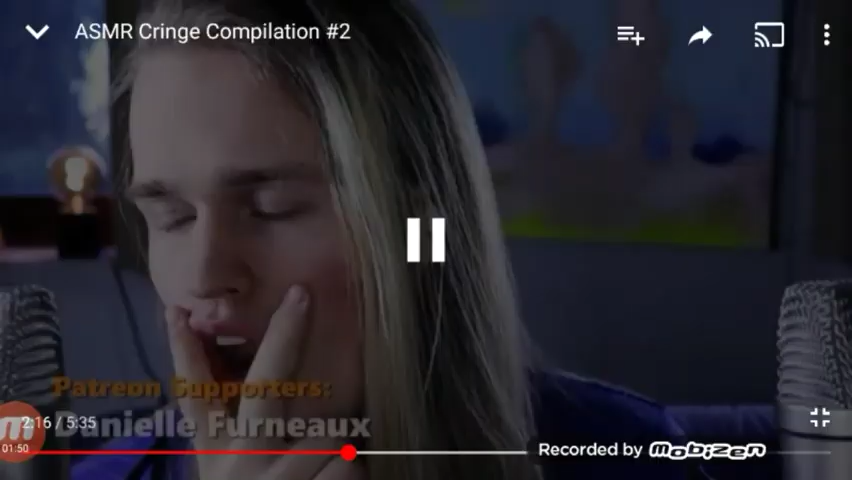 ASMR Cringe Compilation #2
Patreon Supporters:
2:16 / 5:35
Danielle Furneaux
01:50
Recorded by Mobizen